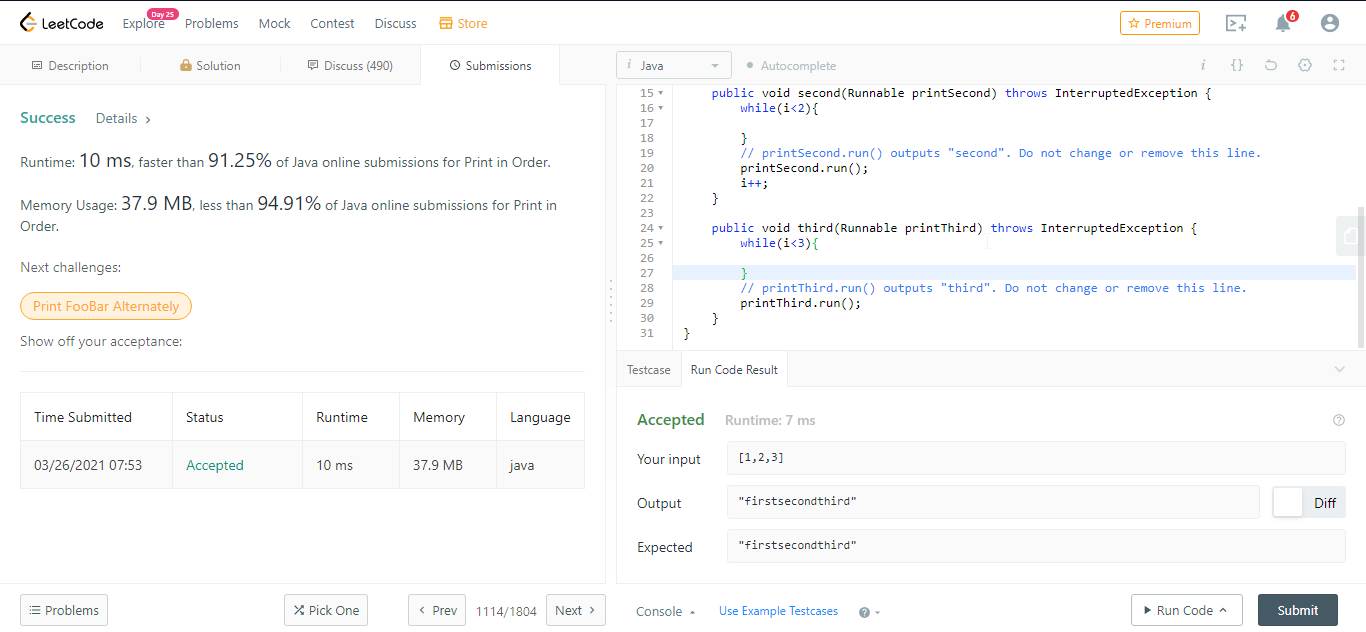 LeetCode
Explore Day 25 Problems Mock Contest Discuss Store
Premium
6
Description Solution Discuss (490) Submissions
i Java Autocomplete
Success Details
Runtime: 10 ms, faster than 91.25% of Java online submissions for Print in Order.
Memory Usage: 37.9 MB, less than 94.91% of Java online submissions for Print in
Order.
Next challenges:
Print FooBar Alternately
Show off your acceptance:
Time Submitted Status Runtime Memory Language
03/26/2021 07:53 Accepted 10 ms 37.9 MB java
15 public void second(Runnable printSecond) throws InterruptedException {
16 while(i<2){
17
18 }
19 // printSecond.run() outputs "second". Do not change or remove this line.
20 printSecond.run();
21 i++;
22 }
23
24 public void third(Runnable printThird) throws InterruptedException {
25 while(i<3){
26
27 }
28 // printThird.run() outputs "third". Do not change or remove this line.
29 printThird.run();
30 }
31 }
Testcase Run Code Result
Accepted Runtime: 7 ms
Your input [1,2,3]
Output "firstsecondthird" Diff
Expected "firstsecondthird"
Problems Pick One Prev 1114/1804 Next
Console Use Example Testcases Run Code Submit